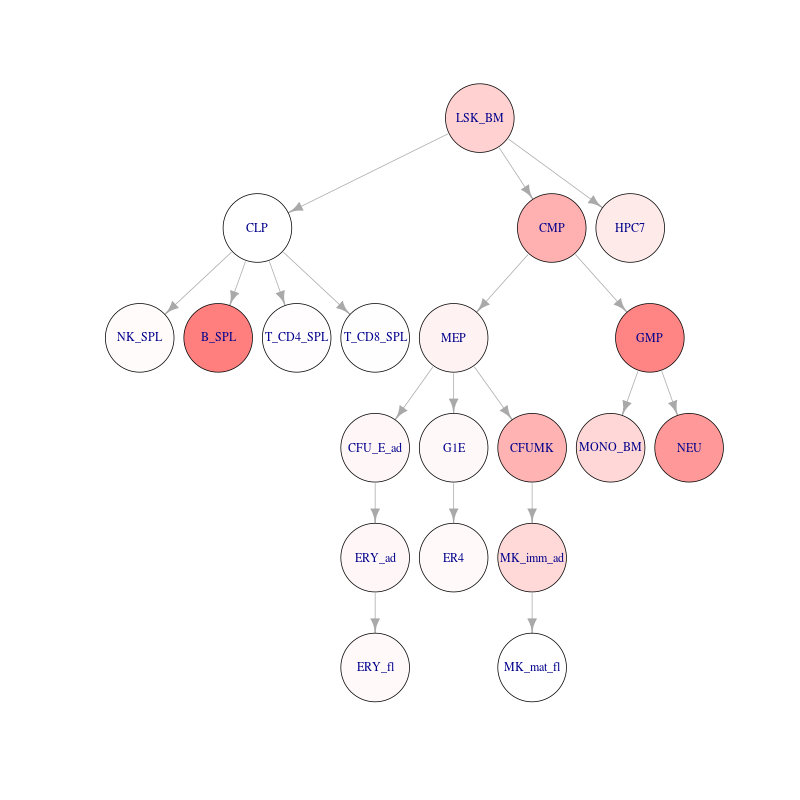 LSK_BM
CLP
CMP
HPC7
NK_SPL
B_SPL
T_CD4_SPL
T_CD8_SPL
MEP
GMP
CFU_E_ad
G1E
CFUMK
MONO_BM
NEU
ERY_ad
ER4
MK_imm_ad
ERY_fl
MK_mat_fl